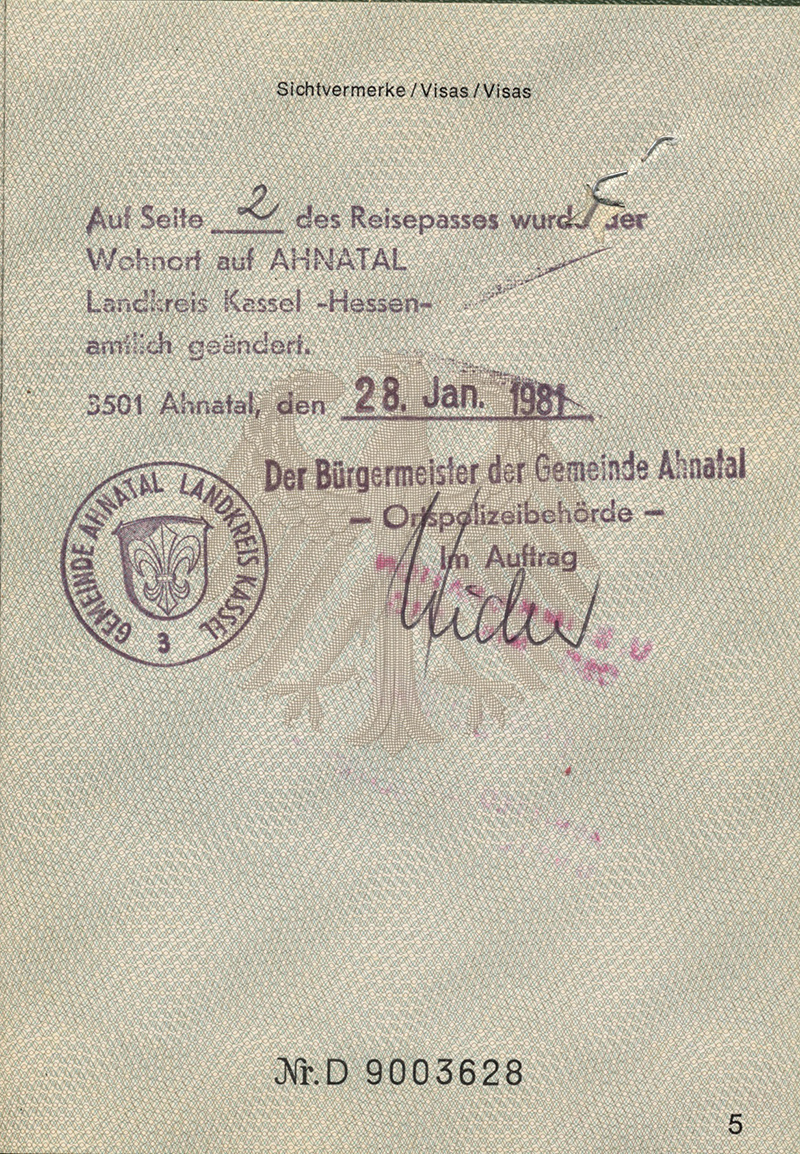 Sichtvermerke / Visas / Visas
Auf Seite 2 des Reisepasses wurde der
Wohnort auf AHNATAL
Landkreis Kassel -Hessen-
amtlich geändert.
3501 Ahnatal, den 28. Jan. 1981
Der Bürgermeister der Gemeinde Ahnatal
— Ortspolizeibehörde —
Im Auftrag
GEMEINDE AHNATAL LANDKREIS KASSEL
3
Nr. D 9003628
5